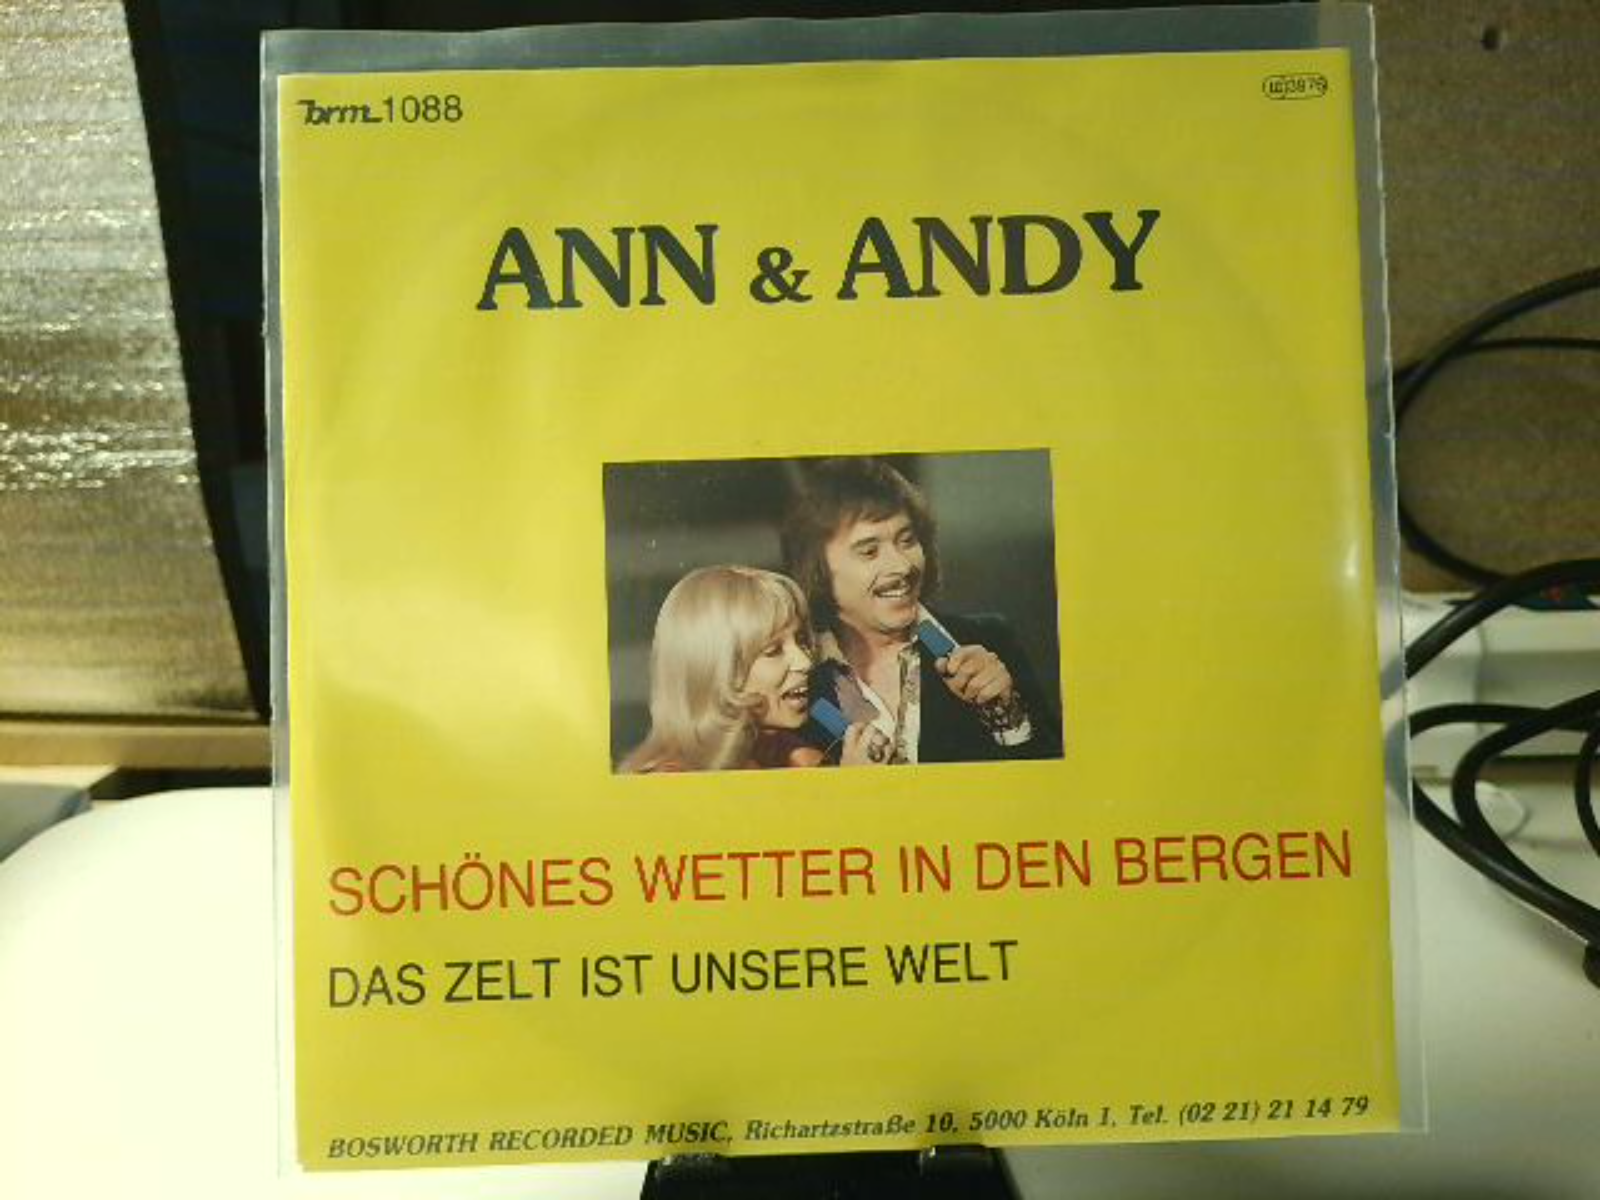 brm 1088
ANN & ANDY
SCHÖNES WETTER IN DEN BERGEN
DAS ZELT IST UNSERE WELT
BOSWORTH RECORDED MUSIC, Richartzstraße 10, 5000 Köln 1, Tel. (02 21) 21 14 79